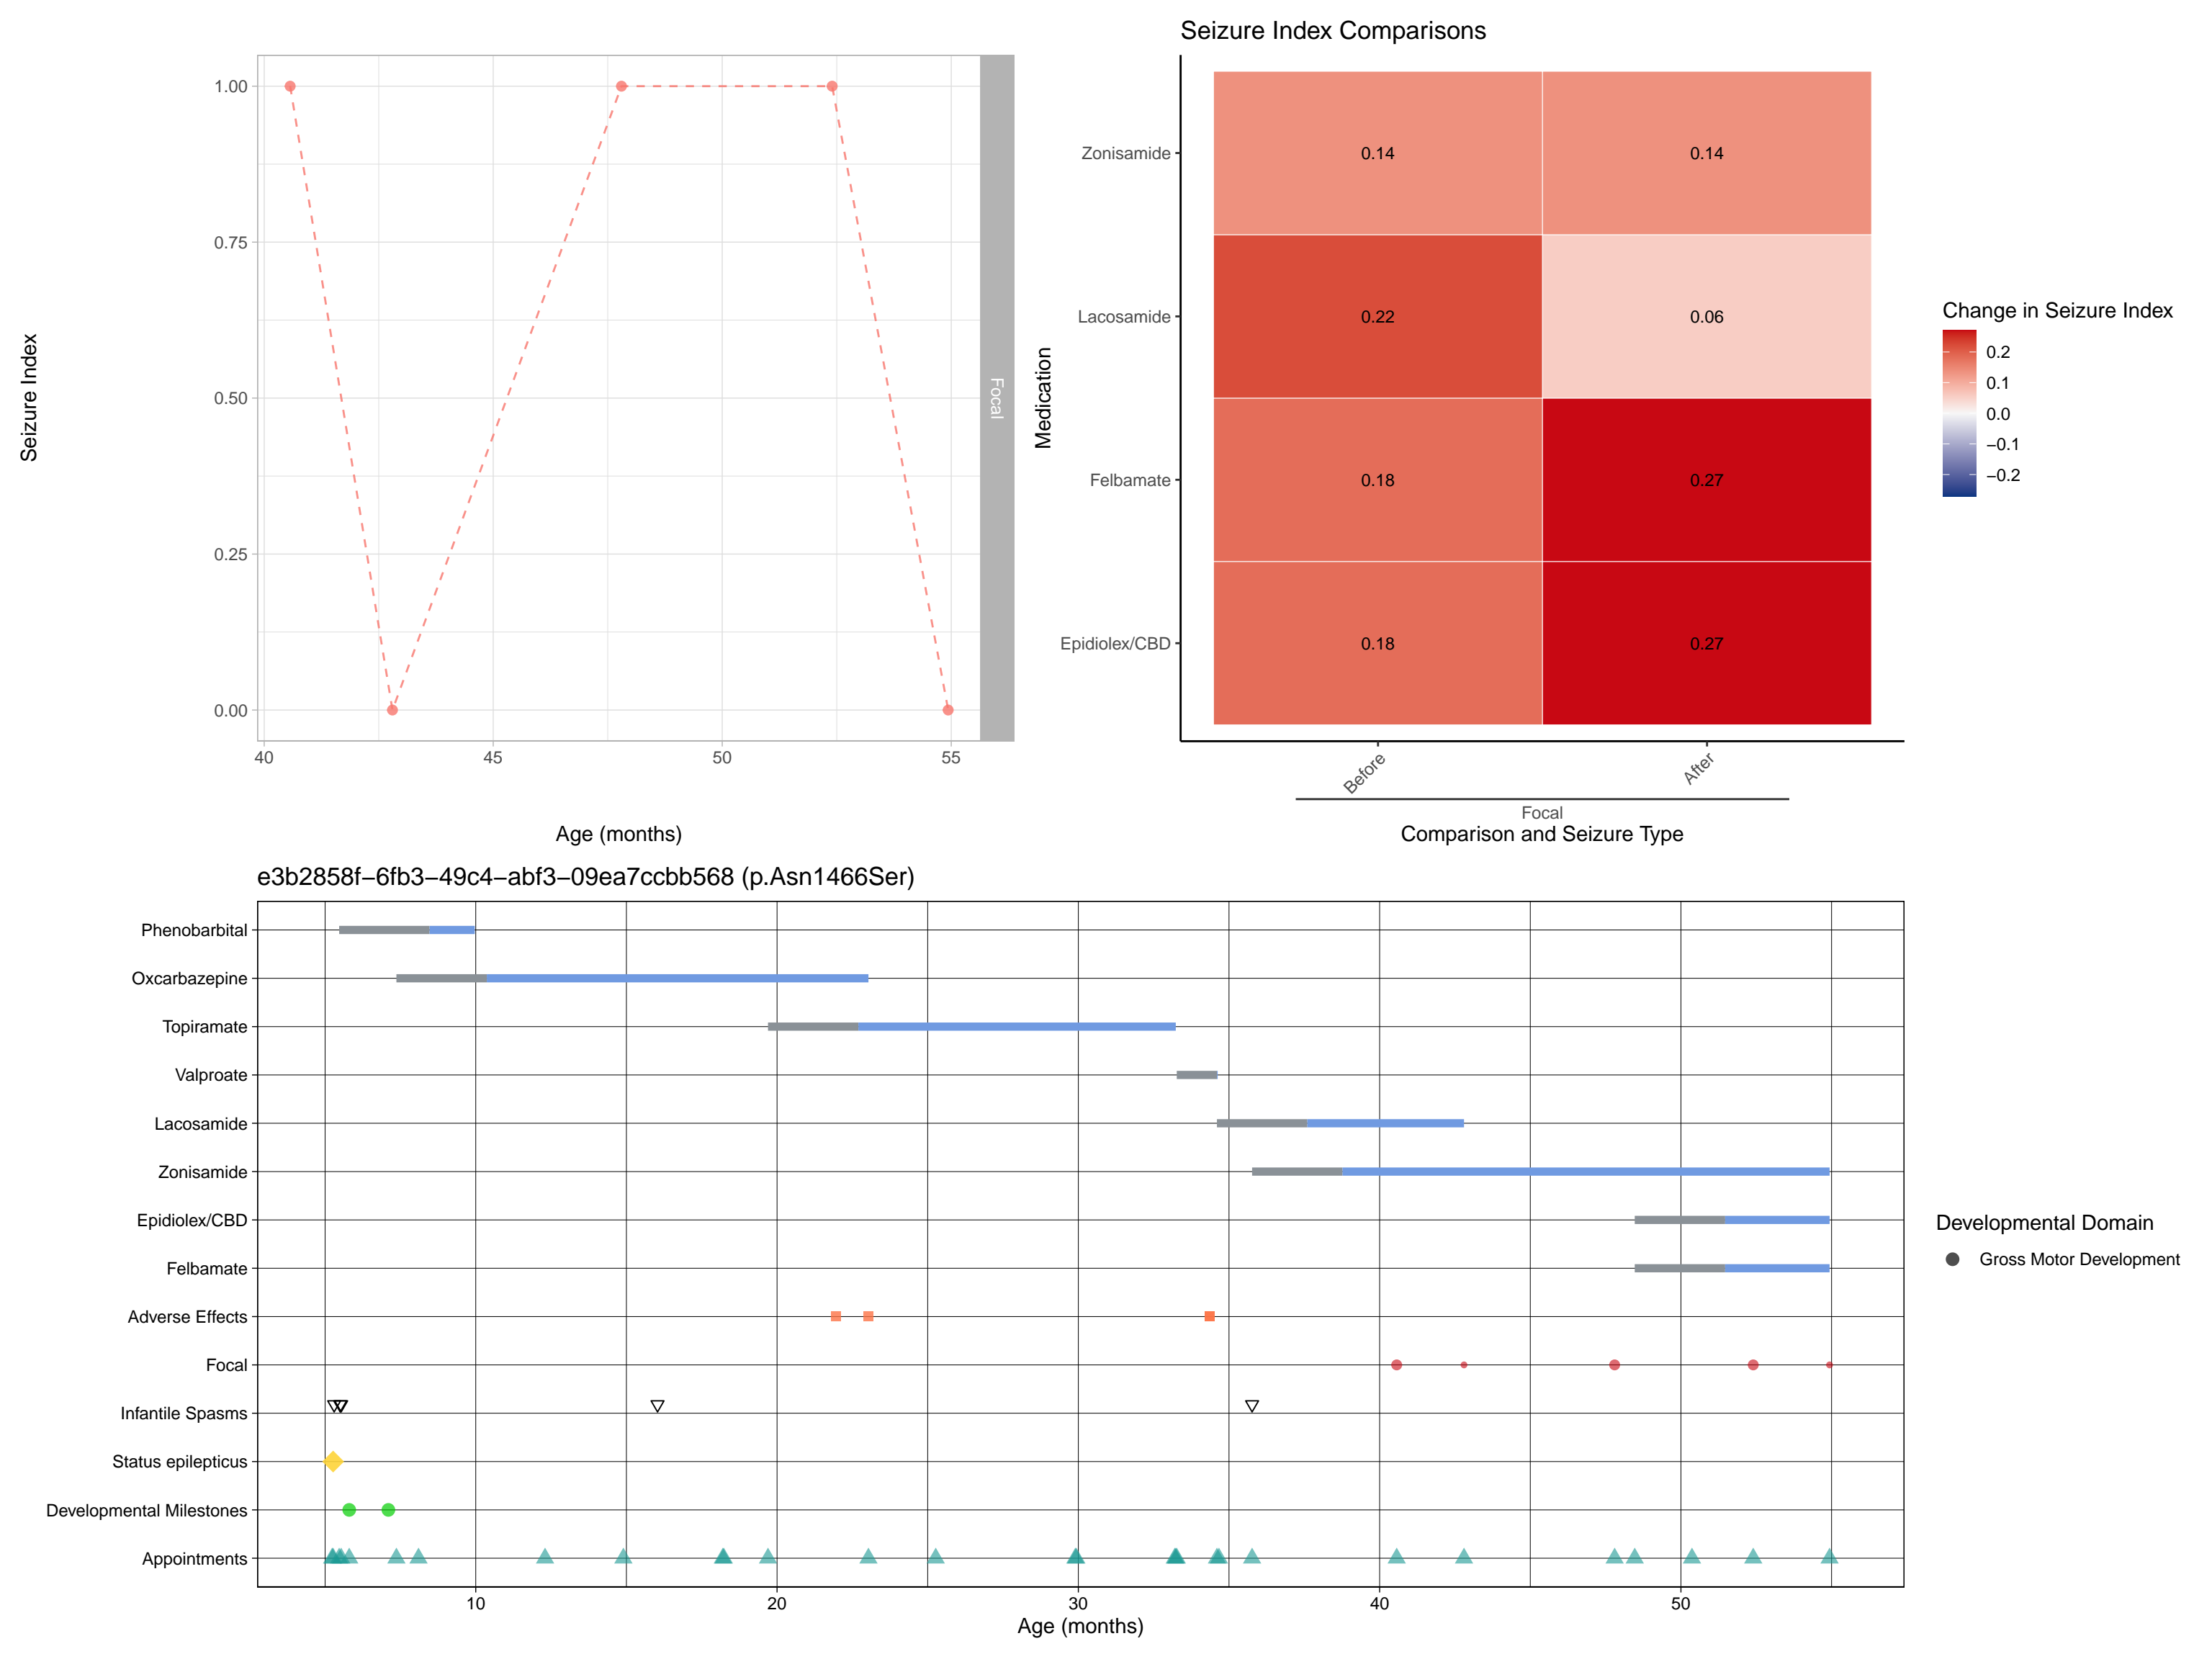 Seizure Index
1.00
0.75
0.50
0.25
0.00
40 45 50 55
Age (months)
Focal
Seizure Index Comparisons
Medication
Zonisamide 0.14 0.14
Lacosamide 0.22 0.06
Felbamate 0.18 0.27
Epidiolex/CBD 0.18 0.27
Before After
Focal
Comparison and Seizure Type
Change in Seizure Index
0.2
0.1
0.0
−0.1
−0.2
e3b2858f−6fb3−49c4−abf3−09ea7ccbb568 (p.Asn1466Ser)
Phenobarbital
Oxcarbazepine
Topiramate
Valproate
Lacosamide
Zonisamide
Epidiolex/CBD
Felbamate
Adverse Effects
Focal
Infantile Spasms
Status epilepticus
Developmental Milestones
Appointments
10 20 30 40 50
Age (months)
Developmental Domain
Gross Motor Development